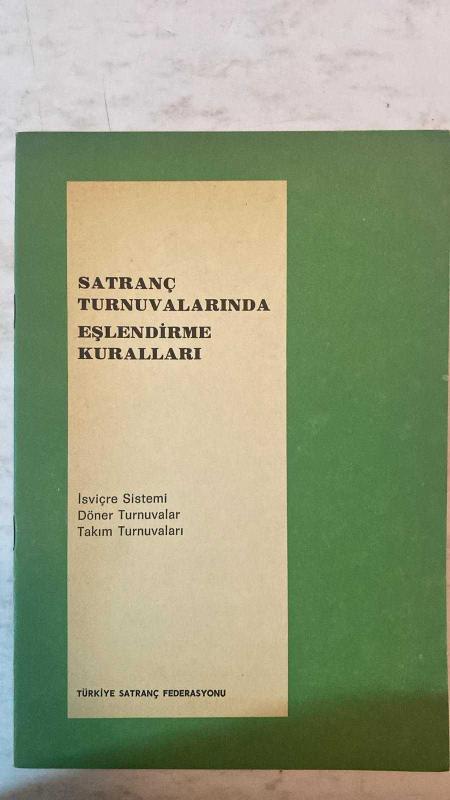 SATRANÇ
TURNUVALARINDA
EŞLENDİRME
KURALLARI
İsviçre Sistemi
Döner Turnuvalar
Takım Turnuvaları
TÜRKİYE SATRANÇ FEDERASYONU